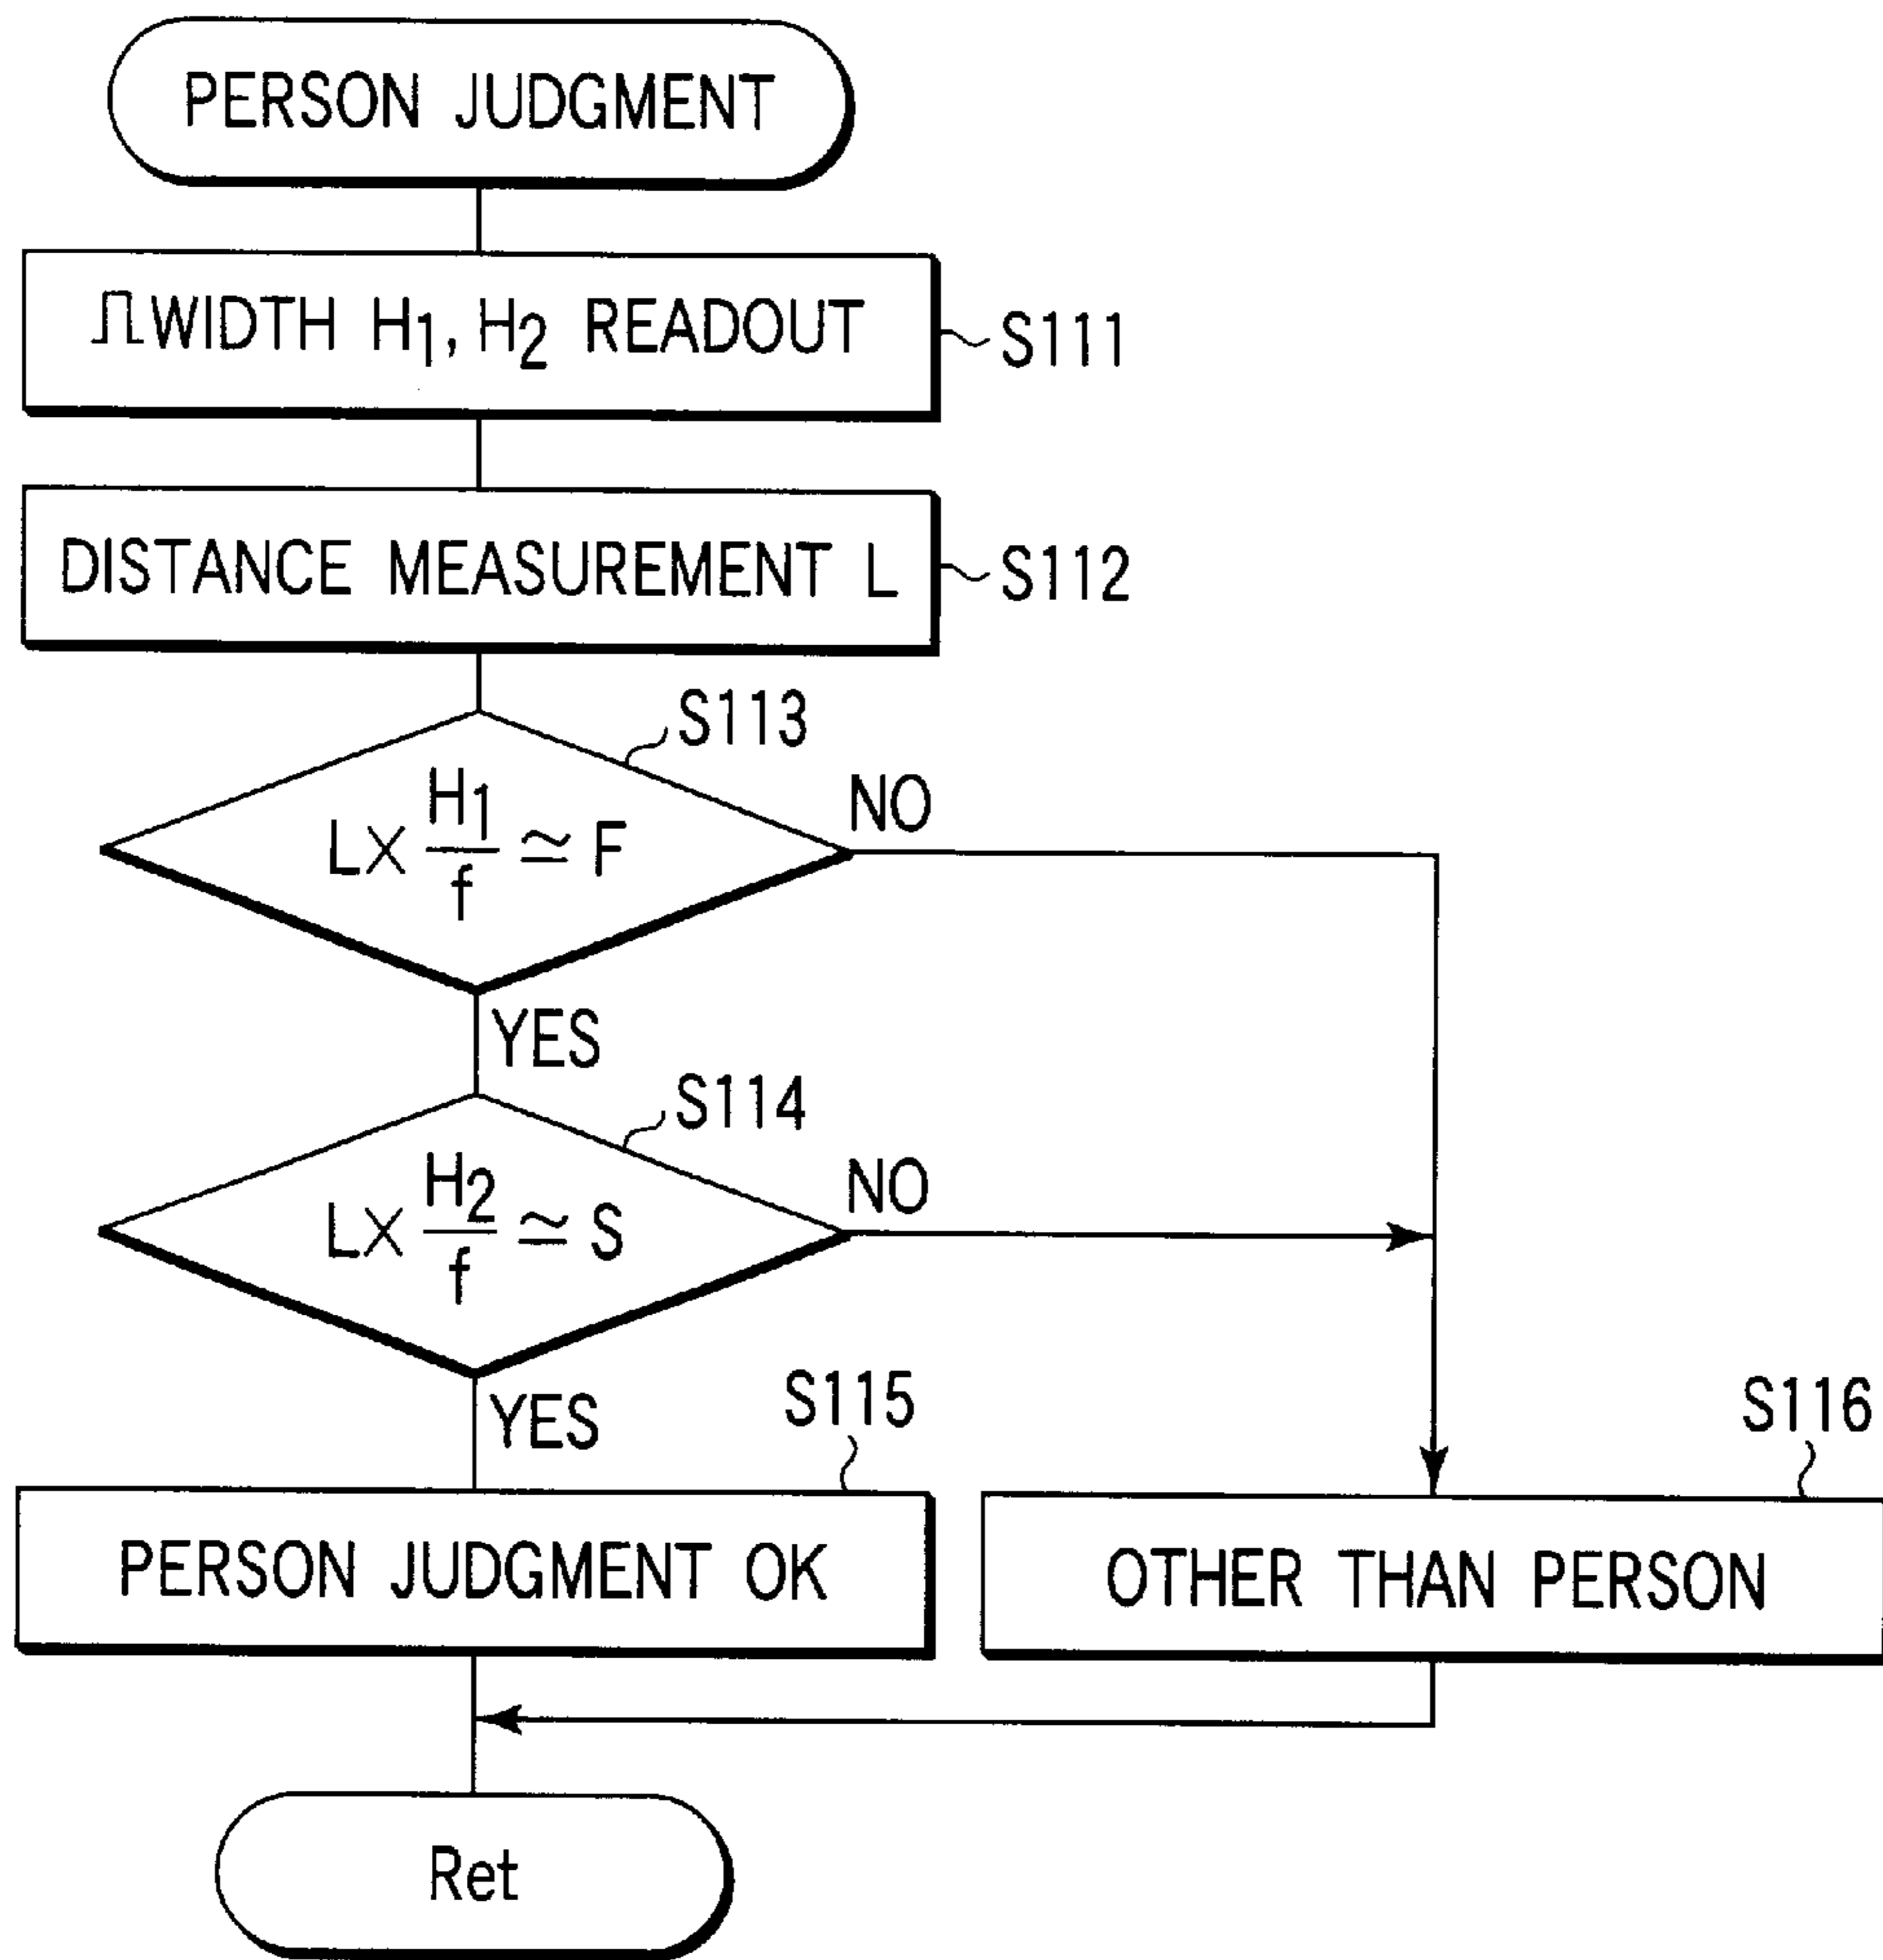 PERSON JUDGMENT
⎍WIDTH H1, H2 READOUT
S111
DISTANCE MEASUREMENT L
S112
S113
L× H1/f ≃ F
NO
YES
S114
L× H2/f ≃ S
NO
YES
S115
S116
PERSON JUDGMENT OK
OTHER THAN PERSON
Ret